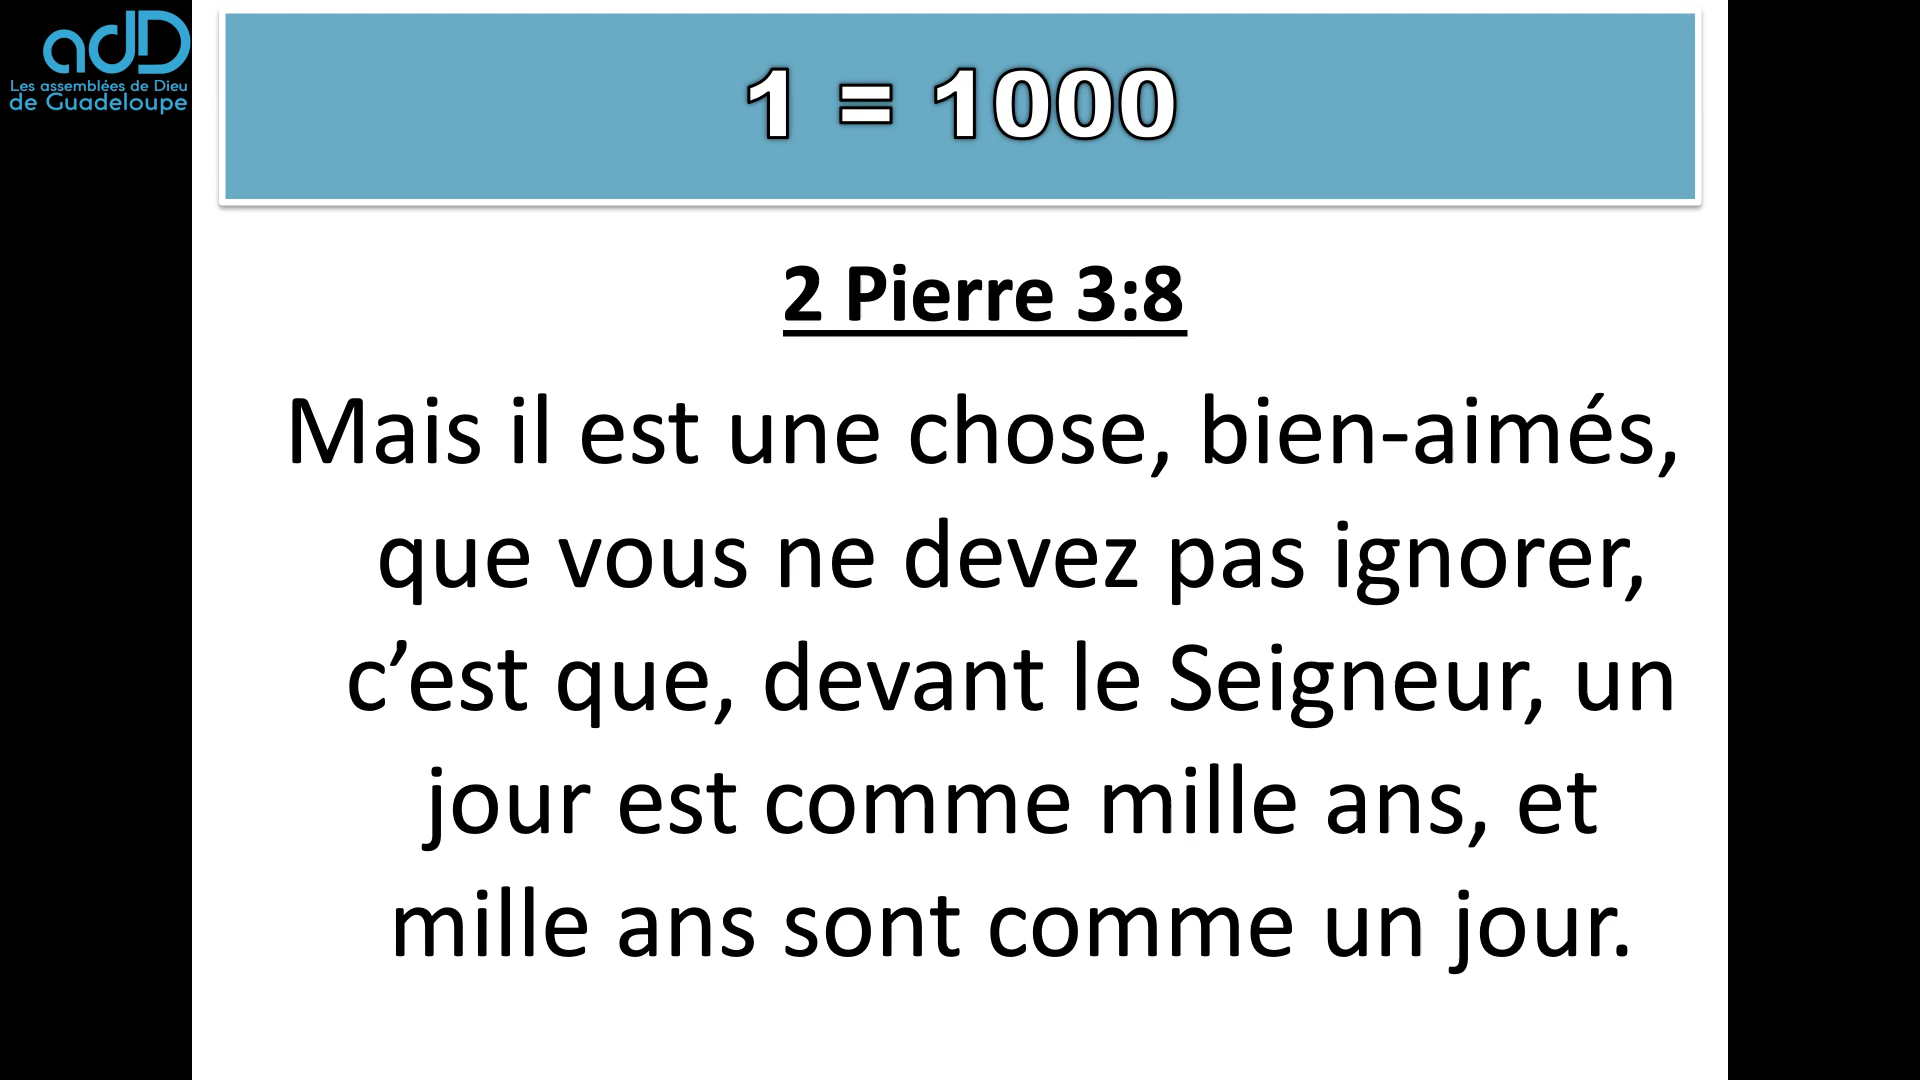 adD
Les assemblées de Dieu
de Guadeloupe
1 = 1000
2 Pierre 3:8
Mais il est une chose, bien-aimés,
que vous ne devez pas ignorer,
c’est que, devant le Seigneur, un
jour est comme mille ans, et
mille ans sont comme un jour.